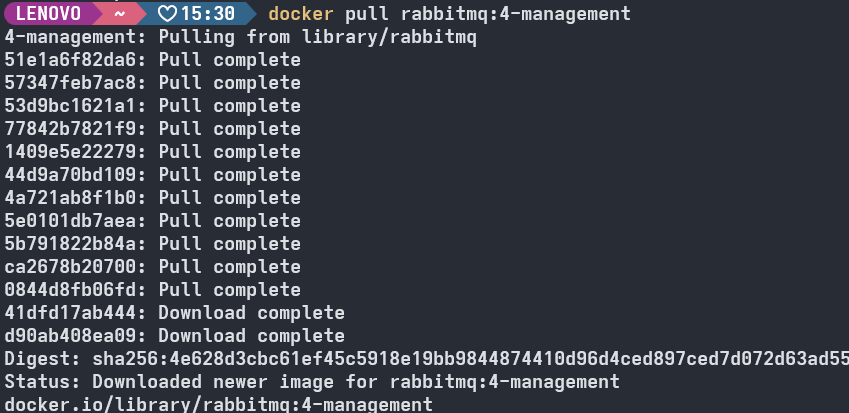 LENOVO ~ ♡15:30 docker pull rabbitmq:4-management
4-management: Pulling from library/rabbitmq
51e1a6f82da6: Pull complete
57347feb7ac8: Pull complete
53d9bc1621a1: Pull complete
77842b7821f9: Pull complete
1409e5e22279: Pull complete
44d9a70bd109: Pull complete
4a721ab8f1b0: Pull complete
5e0101db7aea: Pull complete
5b791822b84a: Pull complete
ca2678b20700: Pull complete
0844d8fb06fd: Pull complete
41dfd17ab444: Download complete
d90ab408ea09: Download complete
Digest: sha256:4e628d3cbc61ef45c5918e19bb9844874410d96d4ced897ced7d072d63ad55
Status: Downloaded newer image for rabbitmq:4-management
docker.io/library/rabbitmq:4-management